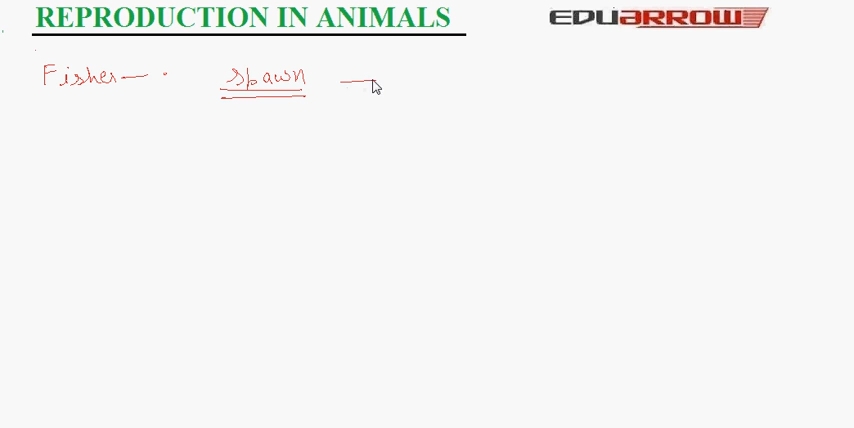 REPRODUCTION IN ANIMALS
EDUARROW
Fisher — spawn —